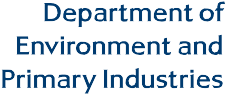 Department of
Environment and
Primary Industries